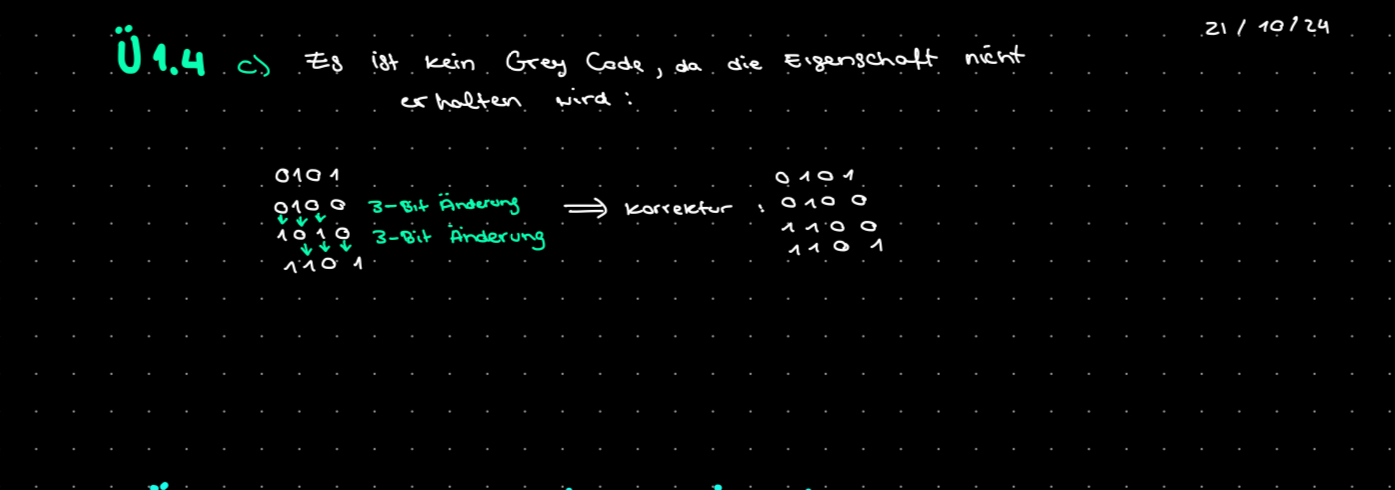 21/10/24
Ü 1.4 c) Es ist kein Grey Code, da die Eigenschaft nicht
erhalten wird:
0101
0100 3-Bit Änderung
1010 3-Bit Änderung
1101
⇒ Korrektur:
0101
0100
1100
1101